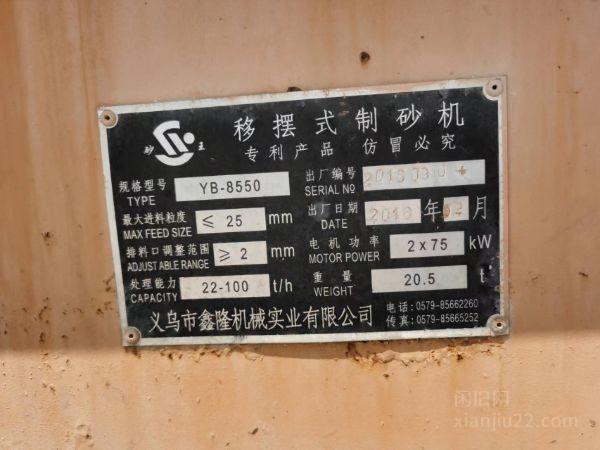 砂 王
移摆式制砂机
专利产品 仿冒必究
规格型号 TYPE YB-8550
出厂编号 SERIAL №
最大进料粒度 MAX FEED SIZE ≤ 25 mm
出厂日期 DATE 2010 年 月
排料口调整范围 ADJUSTABLE RANGE ≥ 2 mm
电机功率 MOTOR POWER 2×75 kW
处理能力 CAPACITY 22-100 t/h
重量 WEIGHT 20.5 t
义乌市鑫隆机械实业有限公司
电话:0579-85662260
传真:0579-85665252
闲旧网
xianjiu22.com